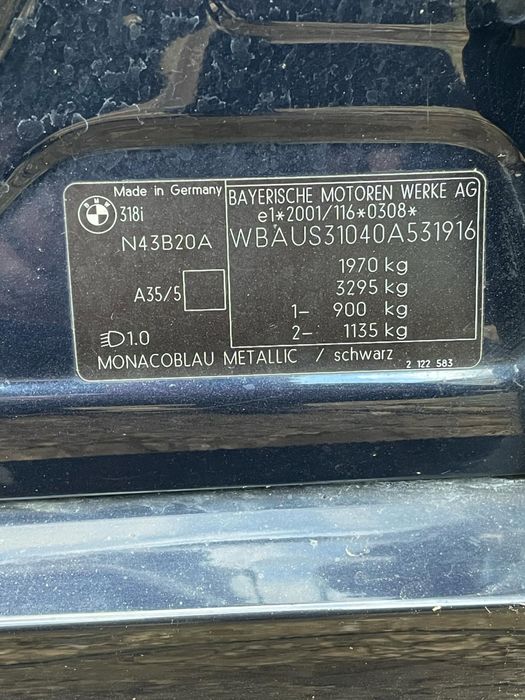 BMW
Made in Germany
318i
N43B20A
A35/5
1.0
MONACOBLAU METALLIC / schwarz
BAYERISCHE MOTOREN WERKE AG
e1*2001/116*0308*
WBAUS31040A531916
1970 kg
3295 kg
1- 900 kg
2- 1135 kg
2 122 583